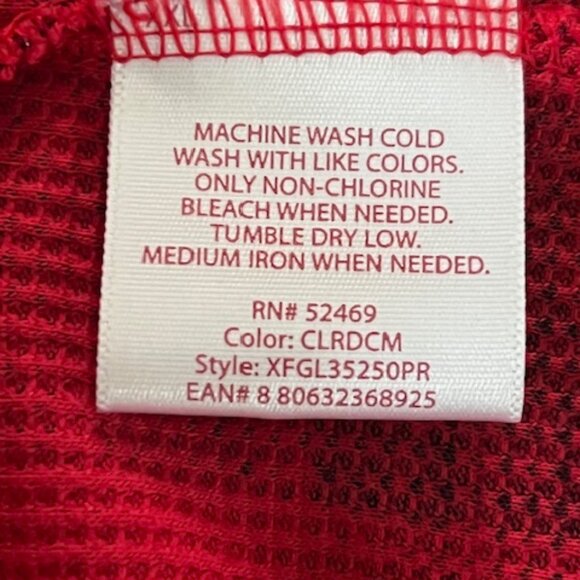 XXL
MACHINE WASH COLD
WASH WITH LIKE COLORS.
ONLY NON-CHLORINE
BLEACH WHEN NEEDED.
TUMBLE DRY LOW.
MEDIUM IRON WHEN NEEDED.
RN# 52469
Color: CLRDCM
Style: XFGL35250PR
EAN# 8 80632368925